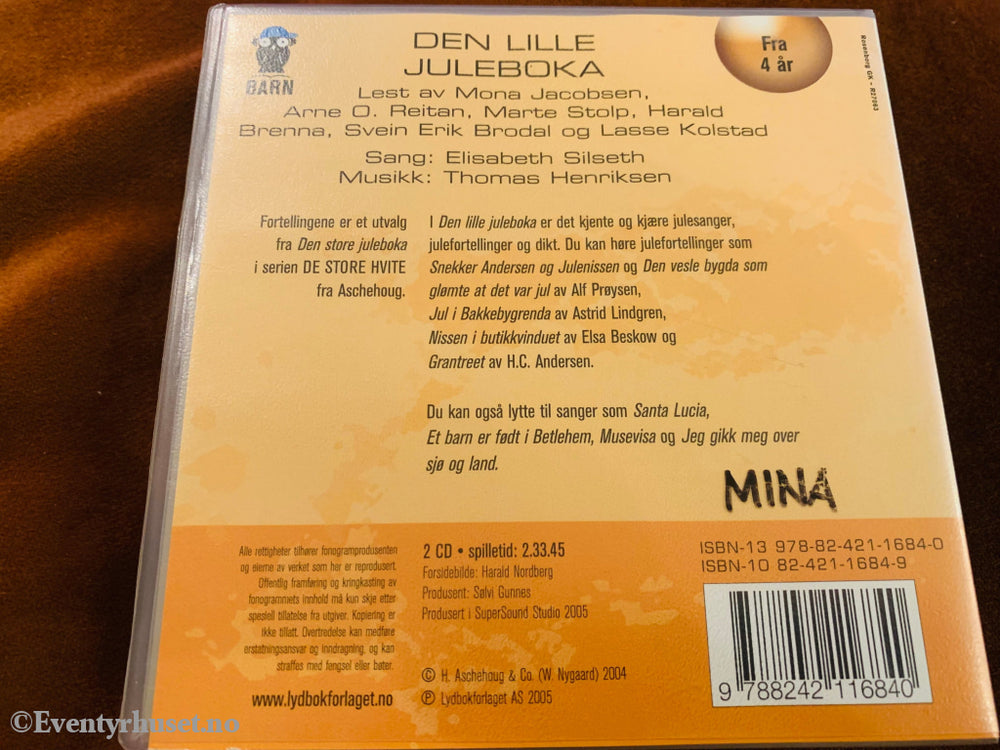 BARN
DEN LILLE
JULEBOKA
Fra
4 år
Rosenborg GK - R27063
Lest av Mona Jacobsen,
Arne O. Reitan, Marte Stolp, Harald
Brenna, Svein Erik Brodal og Lasse Kolstad
Sang: Elisabeth Silseth
Musikk: Thomas Henriksen
Fortellingene er et utvalg
fra Den store juleboka
i serien DE STORE HVITE
fra Aschehoug.
I Den lille juleboka er det kjente og kjære julesanger,
julefortellinger og dikt. Du kan høre julefortellinger som
Snekker Andersen og Julenissen og Den vesle bygda som
glømte at det var jul av Alf Prøysen,
Jul i Bakkebygrenda av Astrid Lindgren,
Nissen i butikkvinduet av Elsa Beskow og
Grantreet av H.C. Andersen.
Du kan også lytte til sanger som Santa Lucia,
Et barn er født i Betlehem, Musevisa og Jeg gikk meg over
sjø og land.
MINA
Alle rettigheter tilhører fonogramprodusenten
og eierne av verket som her er reprodusert.
Offentlig framføring og kringkasting av
fonogrammets innhold må kun skje etter
spesiell tillatelse fra utgiver. Kopiering er
ikke tillatt. Overtredelse kan medføre
erstatningsansvar og inndragning, og kan
straffes med fengsel eller bøter.
www.lydbokforlaget.no
2 CD • spilletid: 2.33.45
Forsidebilde: Harald Nordberg
Produsent: Sølvi Gunnes
Produsert i SuperSound Studio 2005
© H. Aschehoug & Co. (W. Nygaard) 2004
℗ Lydbokforlaget AS 2005
ISBN-13 978-82-421-1684-0
ISBN-10 82-421-1684-9
9 788242 116840
©Eventyrhuset.no